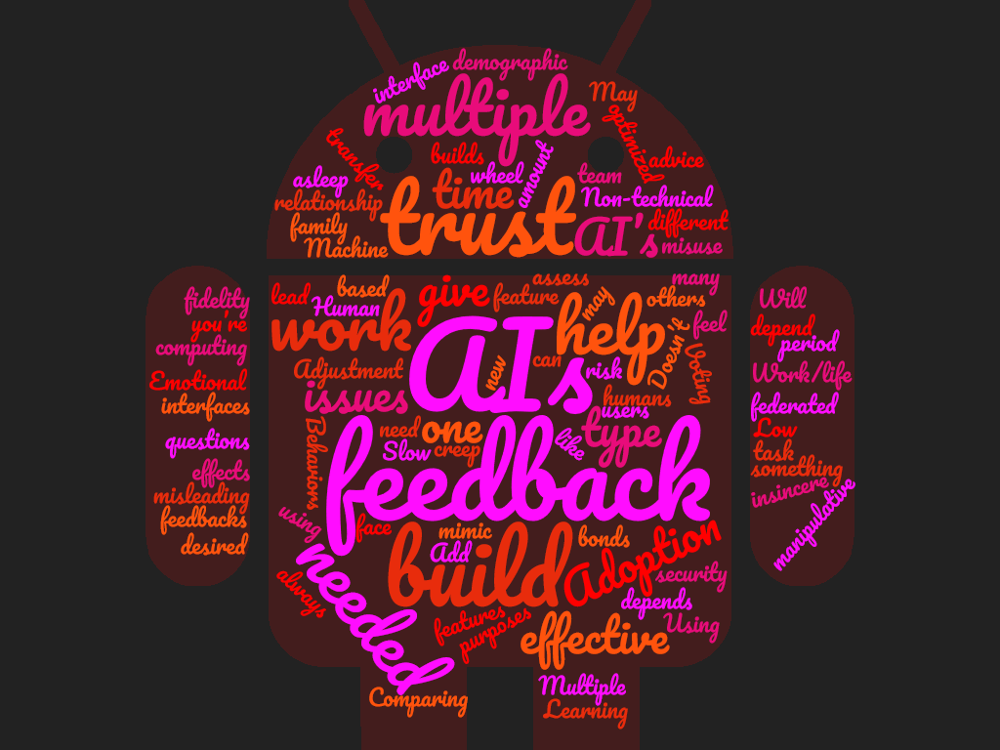 interface
demographic
multiple
May
transfer
optimized
builds
advice
asleep
time
wheel
amount
team
relationship
Non-technical
trust
family
AI's
different
Machine
misuse
fidelity
you're
computing
Emotional
interfaces
questions
effects
misleading
feedbacks
desired
lead
based
Human
give
feature
assess
many
may
others
work
help
feel
Doesn't
Adjustment
AIs
new
can
risk
Voting
issues
humans
users
Behaviors
need
one
type
Slow
creep
like
feedback
using
face
mimic
Add
bonds
Adoption
needed
build
security
always
depends
features
purposes
effective
Using
Comparing
Multiple
Learning
Will
depend
period
Work/life
federated
Low
task
something
insincere
manipulative